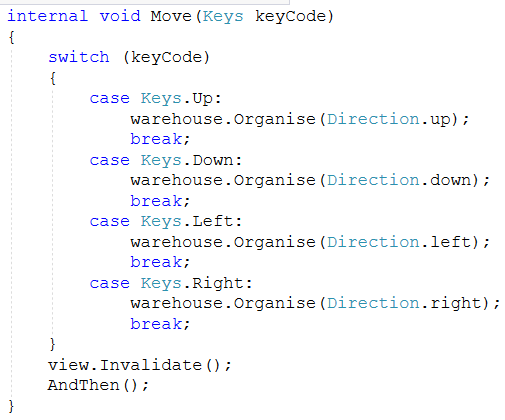 internal void Move(Keys keyCode)
{
    switch (keyCode)
    {
        case Keys.Up:
            warehouse.Organise(Direction.up);
            break;
        case Keys.Down:
            warehouse.Organise(Direction.down);
            break;
        case Keys.Left:
            warehouse.Organise(Direction.left);
            break;
        case Keys.Right:
            warehouse.Organise(Direction.right);
            break;
    }
    view.Invalidate();
    AndThen();
}